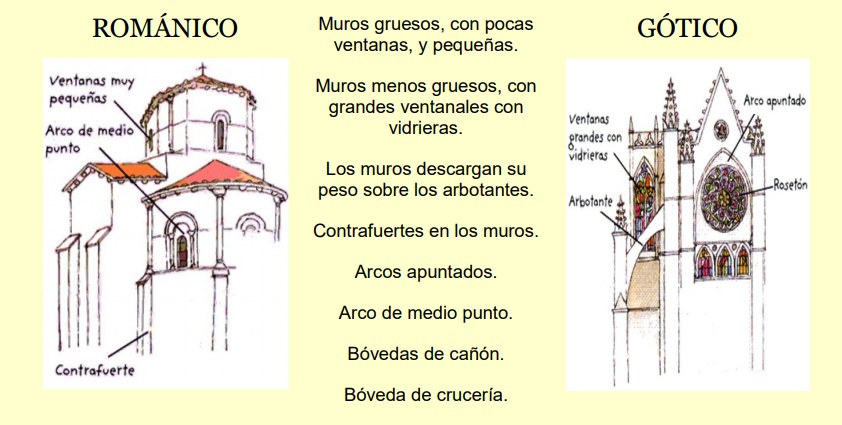 ROMÁNICO
Ventanas muy
pequeñas
Arco de medio
punto
Contrafuerte
Muros gruesos, con pocas
ventanas, y pequeñas.
Muros menos gruesos, con
grandes ventanales con
vidrieras.
Los muros descargan su
peso sobre los arbotantes.
Contrafuertes en los muros.
Arcos apuntados.
Arco de medio punto.
Bóvedas de cañón.
Bóveda de crucería.
GÓTICO
Arco apuntado
Ventanas
grandes con
vidrieras
Rosetón
Arbotante